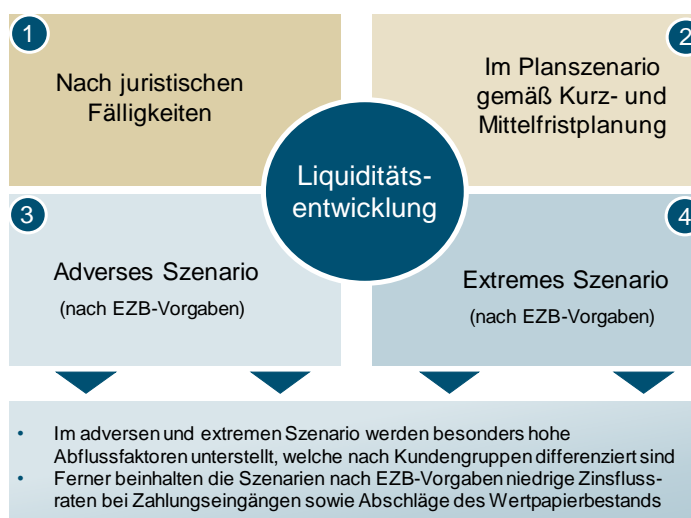 1
Nach juristischen
Fälligkeiten
2
Im Planszenario
gemäß Kurz- und
Mittelfristplanung
Liquiditäts-
entwicklung
3
Adverses Szenario
(nach EZB-Vorgaben)
4
Extremes Szenario
(nach EZB-Vorgaben)
• Im adversen und extremen Szenario werden besonders hohe
Abflussfaktoren unterstellt, welche nach Kundengruppen differenziert sind
• Ferner beinhalten die Szenarien nach EZB-Vorgaben niedrige Zinsfluss-
raten bei Zahlungseingängen sowie Abschläge des Wertpapierbestands